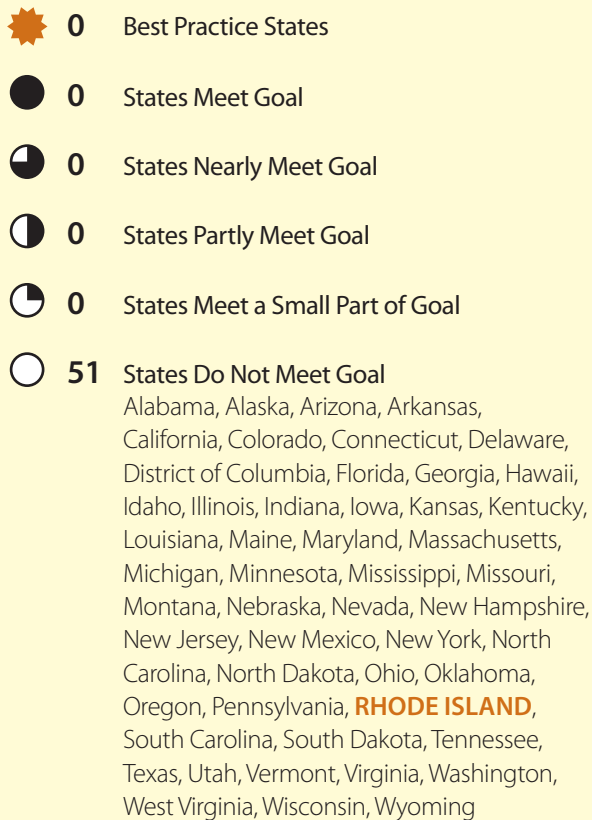 0 Best Practice States
0 States Meet Goal
0 States Nearly Meet Goal
0 States Partly Meet Goal
0 States Meet a Small Part of Goal
51 States Do Not Meet Goal
Alabama, Alaska, Arizona, Arkansas,
California, Colorado, Connecticut, Delaware,
District of Columbia, Florida, Georgia, Hawaii,
Idaho, Illinois, Indiana, Iowa, Kansas, Kentucky,
Louisiana, Maine, Maryland, Massachusetts,
Michigan, Minnesota, Mississippi, Missouri,
Montana, Nebraska, Nevada, New Hampshire,
New Jersey, New Mexico, New York, North
Carolina, North Dakota, Ohio, Oklahoma,
Oregon, Pennsylvania, RHODE ISLAND,
South Carolina, South Dakota, Tennessee,
Texas, Utah, Vermont, Virginia, Washington,
West Virginia, Wisconsin, Wyoming